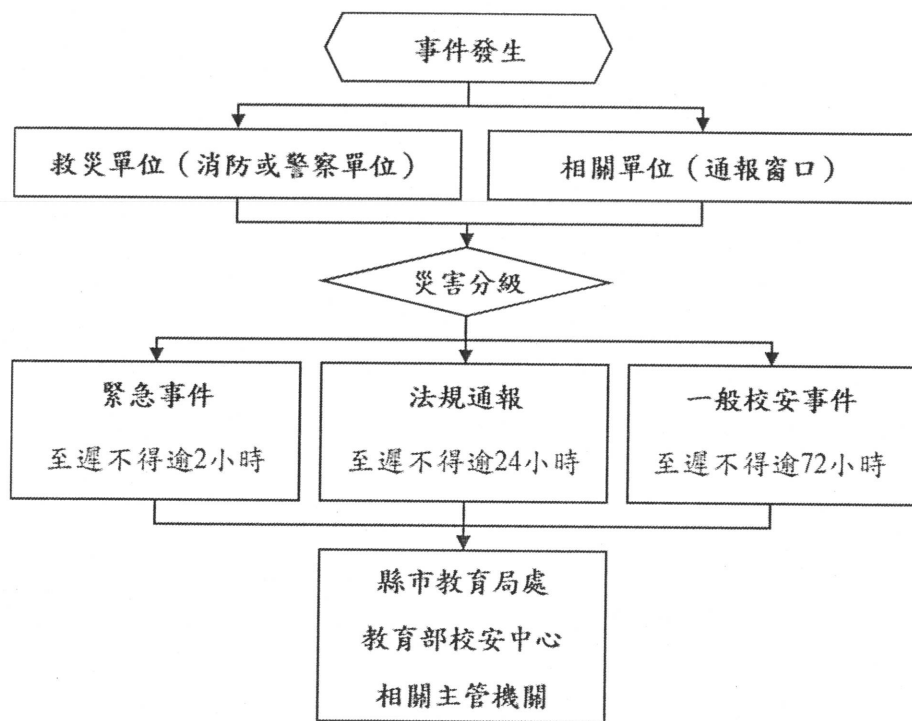 事件發生
救災單位（消防或警察單位）
相關單位（通報窗口）
災害分級
緊急事件
至遲不得逾2小時
法規通報
至遲不得逾24小時
一般校安事件
至遲不得逾72小時
縣市教育局處
教育部校安中心
相關主管機關